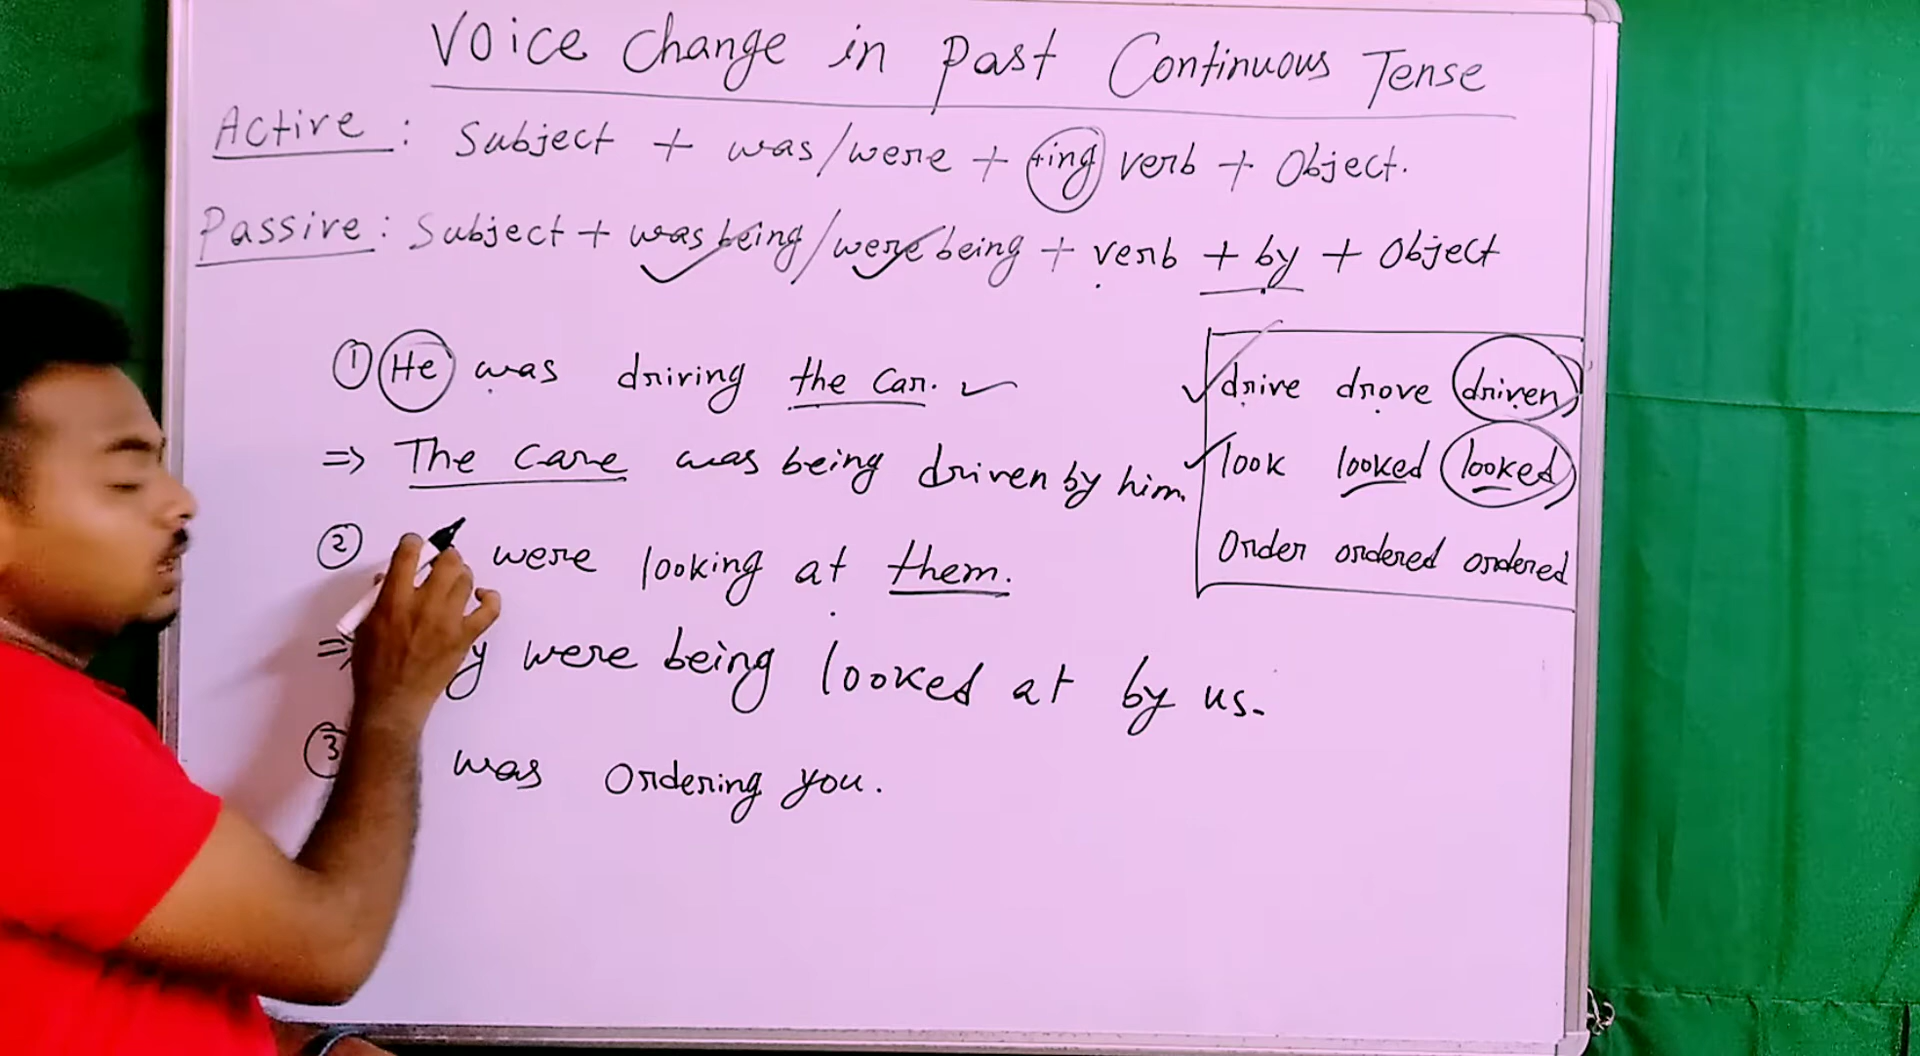 Voice Change in Past Continuous Tense
Active: Subject + was/were + +ing verb + Object.
Passive: Subject + was being/were being + verb + by + Object
① He was driving the Car.
⇒ The Care was being driven by him.
② were looking at them.
⇒ y were being looked at by us.
③ was Ordering you.
drive drove driven
look looked looked
Order ordered ordered